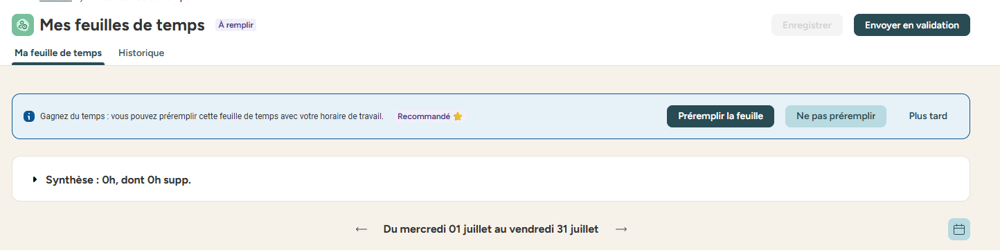 Mes feuilles de temps
À remplir
Enregistrer
Envoyer en validation
Ma feuille de temps
Historique
Gagnez du temps : vous pouvez préremplir cette feuille de temps avec votre horaire de travail.
Recommandé
Préremplir la feuille
Ne pas préremplir
Plus tard
Synthèse : 0h, dont 0h supp.
Du mercredi 01 juillet au vendredi 31 juillet